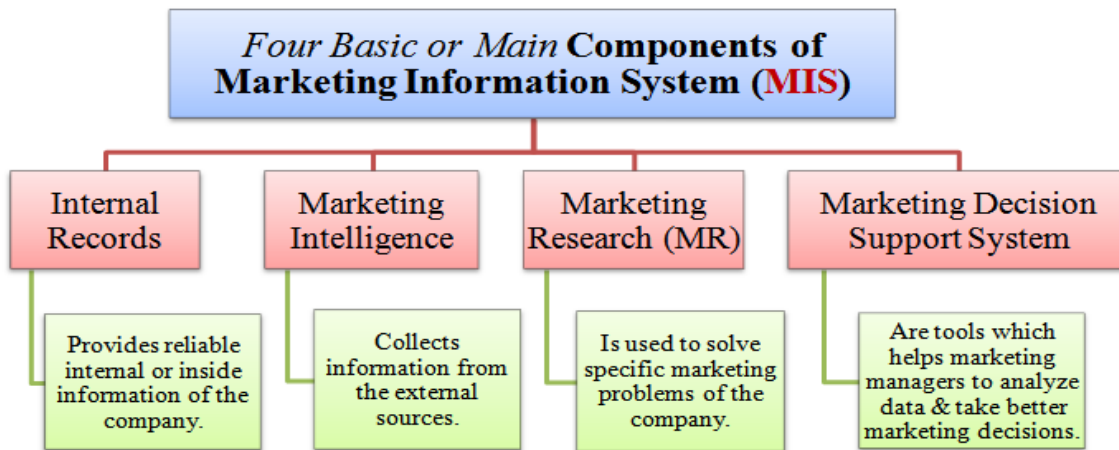 Four Basic or Main Components of
Marketing Information System (MIS)
Internal
Records
Marketing
Intelligence
Marketing
Research (MR)
Marketing Decision
Support System
Provides reliable
internal or inside
information of the
company.
Collects
information from
the external
sources.
Is used to solve
specific marketing
problems of the
company.
Are tools which
helps marketing
managers to analyze
data & take better
marketing decisions.